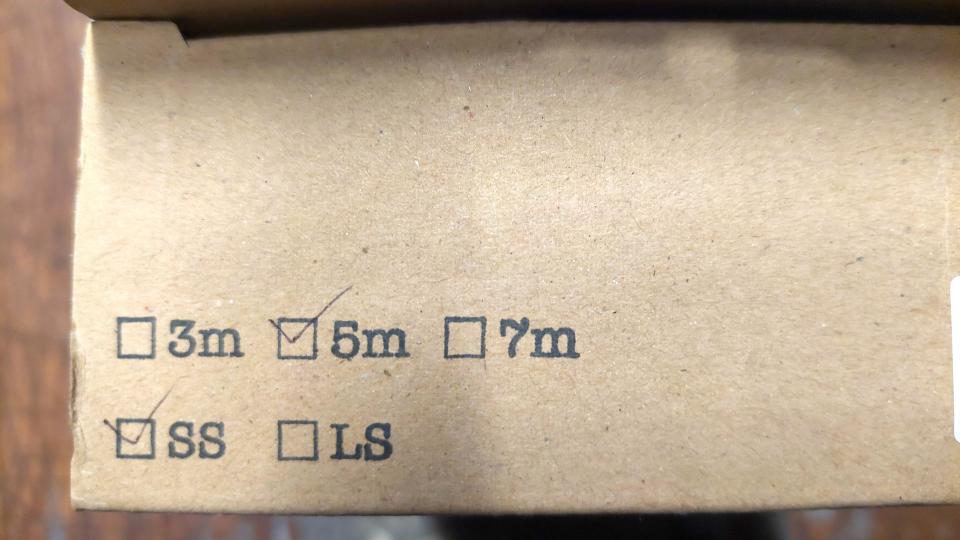 ☐ 3m ☑ 5m ☐ 7m
☑ SS ☐ LS